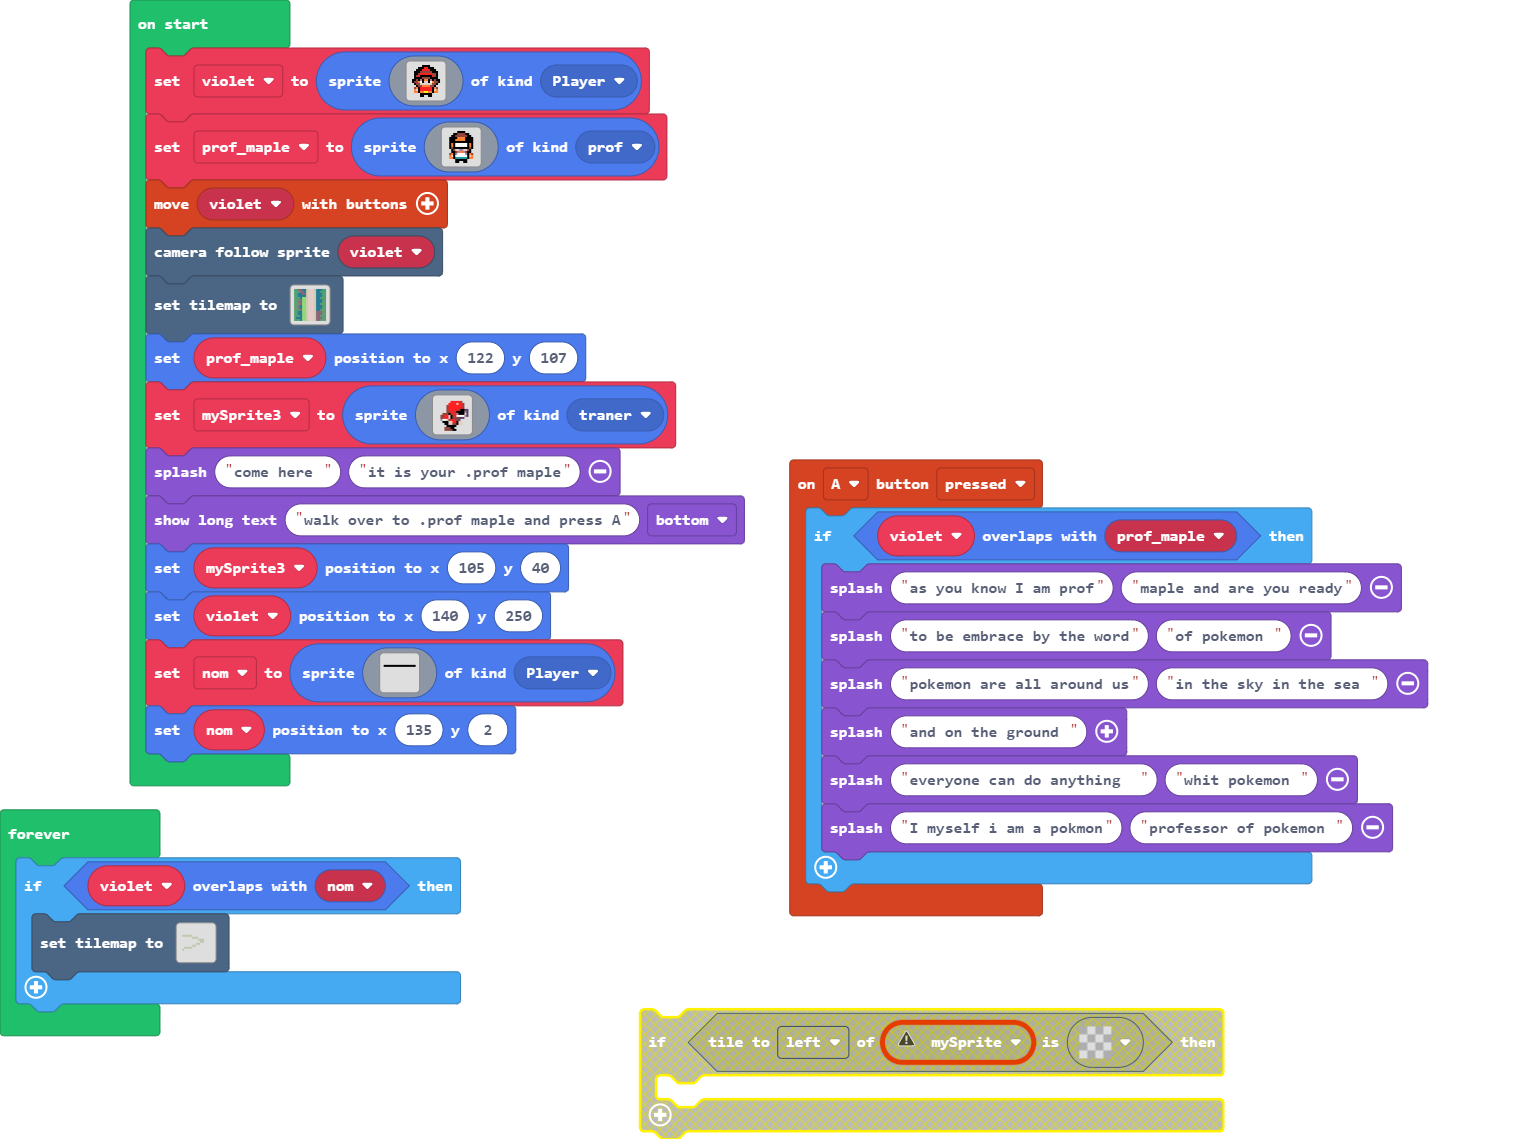 on start
set violet to sprite of kind Player
set prof_maple to sprite of kind prof
move violet with buttons
camera follow sprite violet
set tilemap to
set prof_maple position to x 122 y 107
set mySprite3 to sprite of kind traner
splash "come here " "it is your .prof maple"
show long text "walk over to .prof maple and press A" bottom
set mySprite3 position to x 105 y 40
set violet position to x 140 y 250
set nom to sprite of kind Player
set nom position to x 135 y 2
forever
if violet overlaps with nom then
set tilemap to
on A button pressed
if violet overlaps with prof_maple then
splash "as you know I am prof" "maple and are you ready"
splash "to be embrace by the word" "of pokemon "
splash "pokemon are all around us" "in the sky in the sea "
splash "and on the ground "
splash "everyone can do anything  " "whit pokemon "
splash "I myself i am a pokmon" "professor of pokemon "
if tile to left of mySprite is then